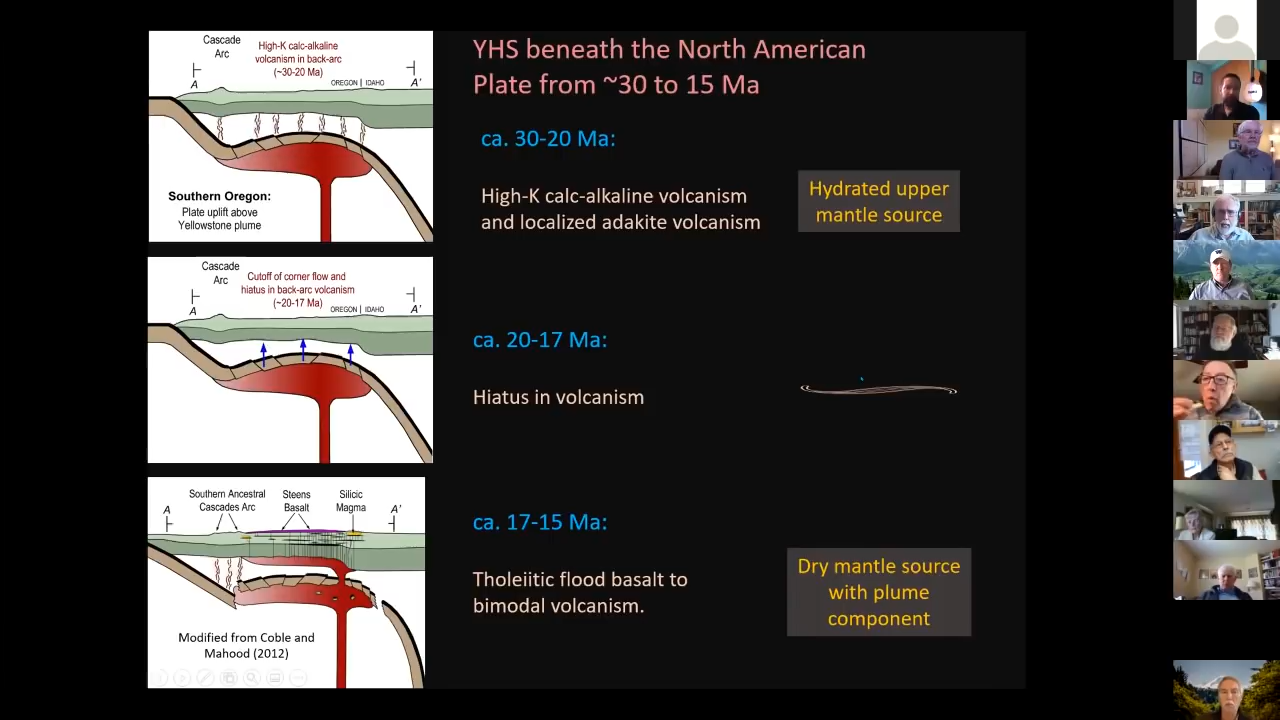 YHS beneath the North American
Plate from ~30 to 15 Ma
Cascade
Arc
High-K calc-alkaline
volcanism in back-arc
(~30-20 Ma)
OREGON | IDAHO
A
A'
Southern Oregon:
Plate uplift above
Yellowstone plume
ca. 30-20 Ma:
High-K calc-alkaline volcanism
and localized adakite volcanism
Hydrated upper
mantle source
Cascade
Arc
Cutoff of corner flow and
hiatus in back-arc volcanism
(~20-17 Ma)
OREGON | IDAHO
A
A'
ca. 20-17 Ma:
Hiatus in volcanism
Southern Ancestral
Cascades Arc
Steens
Basalt
Silicic
Magma
A
A'
Modified from Coble and
Mahood (2012)
ca. 17-15 Ma:
Tholeiitic flood basalt to
bimodal volcanism.
Dry mantle source
with plume
component